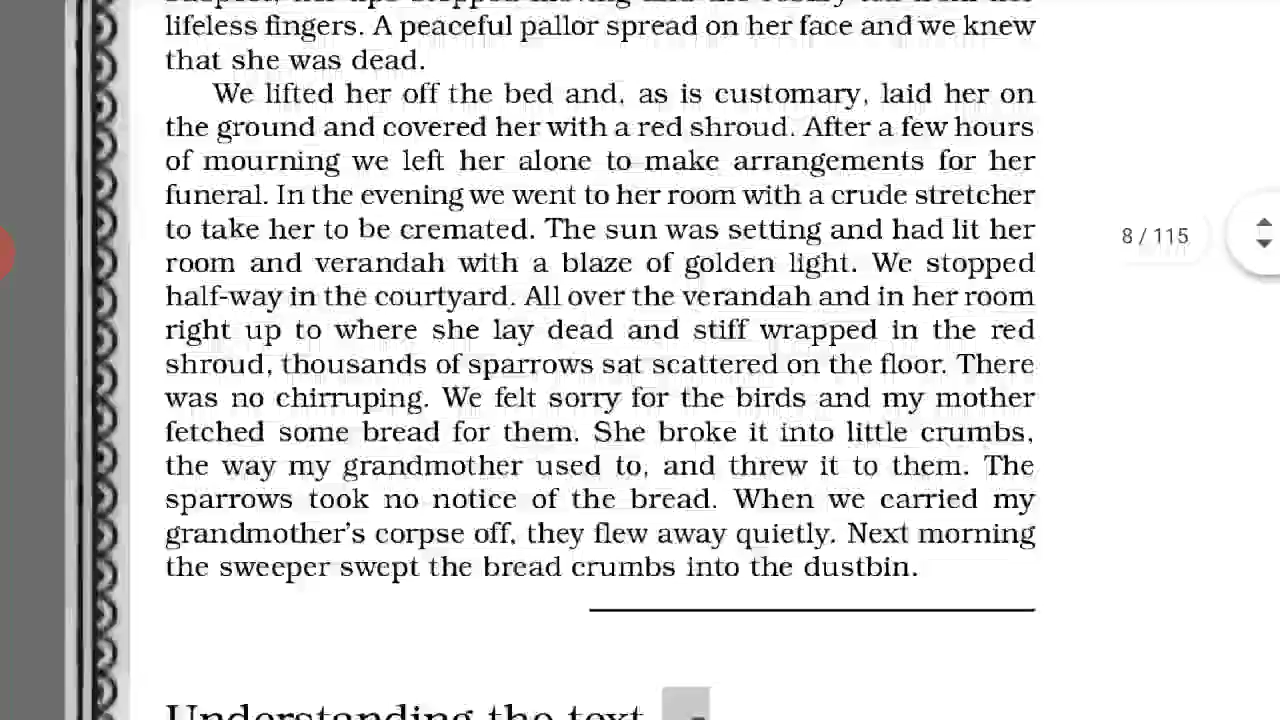 lifeless fingers. A peaceful pallor spread on her face and we knew
that she was dead.
We lifted her off the bed and, as is customary, laid her on
the ground and covered her with a red shroud. After a few hours
of mourning we left her alone to make arrangements for her
funeral. In the evening we went to her room with a crude stretcher
to take her to be cremated. The sun was setting and had lit her
room and verandah with a blaze of golden light. We stopped
half-way in the courtyard. All over the verandah and in her room
right up to where she lay dead and stiff wrapped in the red
shroud, thousands of sparrows sat scattered on the floor. There
was no chirruping. We felt sorry for the birds and my mother
fetched some bread for them. She broke it into little crumbs,
the way my grandmother used to, and threw it to them. The
sparrows took no notice of the bread. When we carried my
grandmother's corpse off, they flew away quietly. Next morning
the sweeper swept the bread crumbs into the dustbin.
8 / 115
Understanding the text